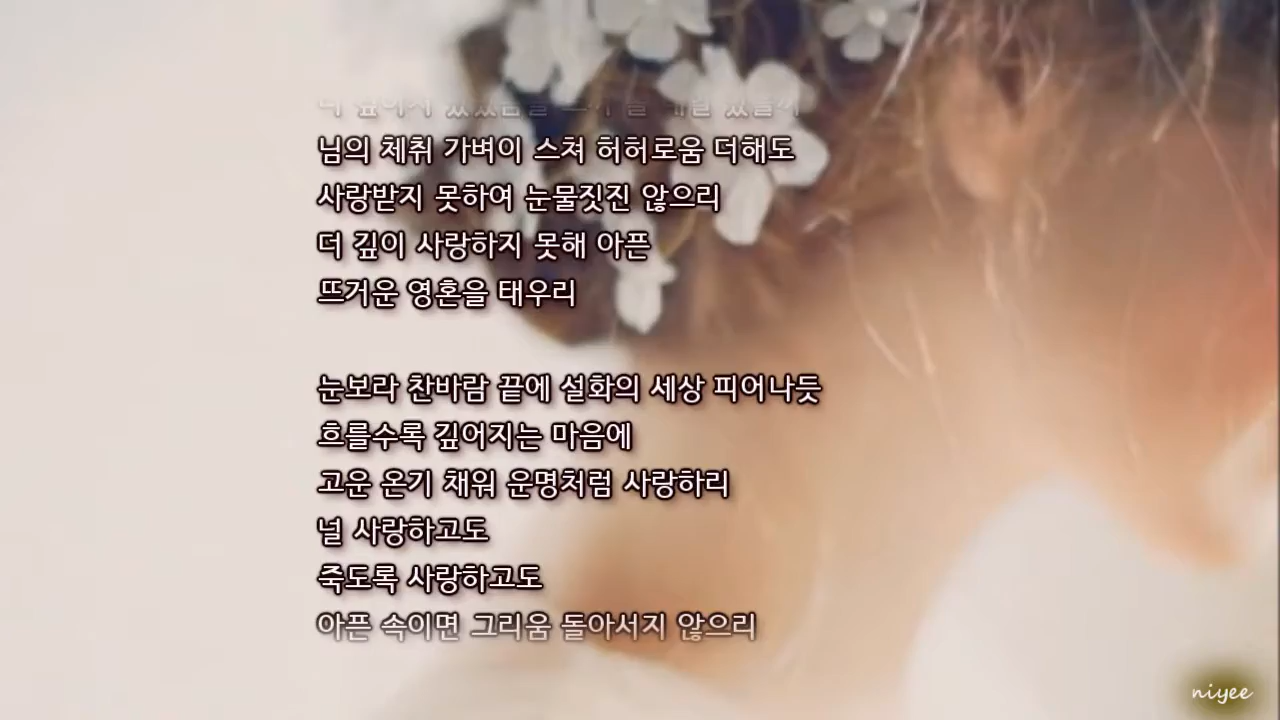 님의 체취 가벼이 스쳐 허허로움 더해도
사랑받지 못하여 눈물짓진 않으리
더 깊이 사랑하지 못해 아픈
뜨거운 영혼을 태우리
눈보라 찬바람 끝에 설화의 세상 피어나듯
흐를수록 깊어지는 마음에
고운 온기 채워 운명처럼 사랑하리
널 사랑하고도
죽도록 사랑하고도
아픈 속이면 그리움 돌아서지 않으리
niyee